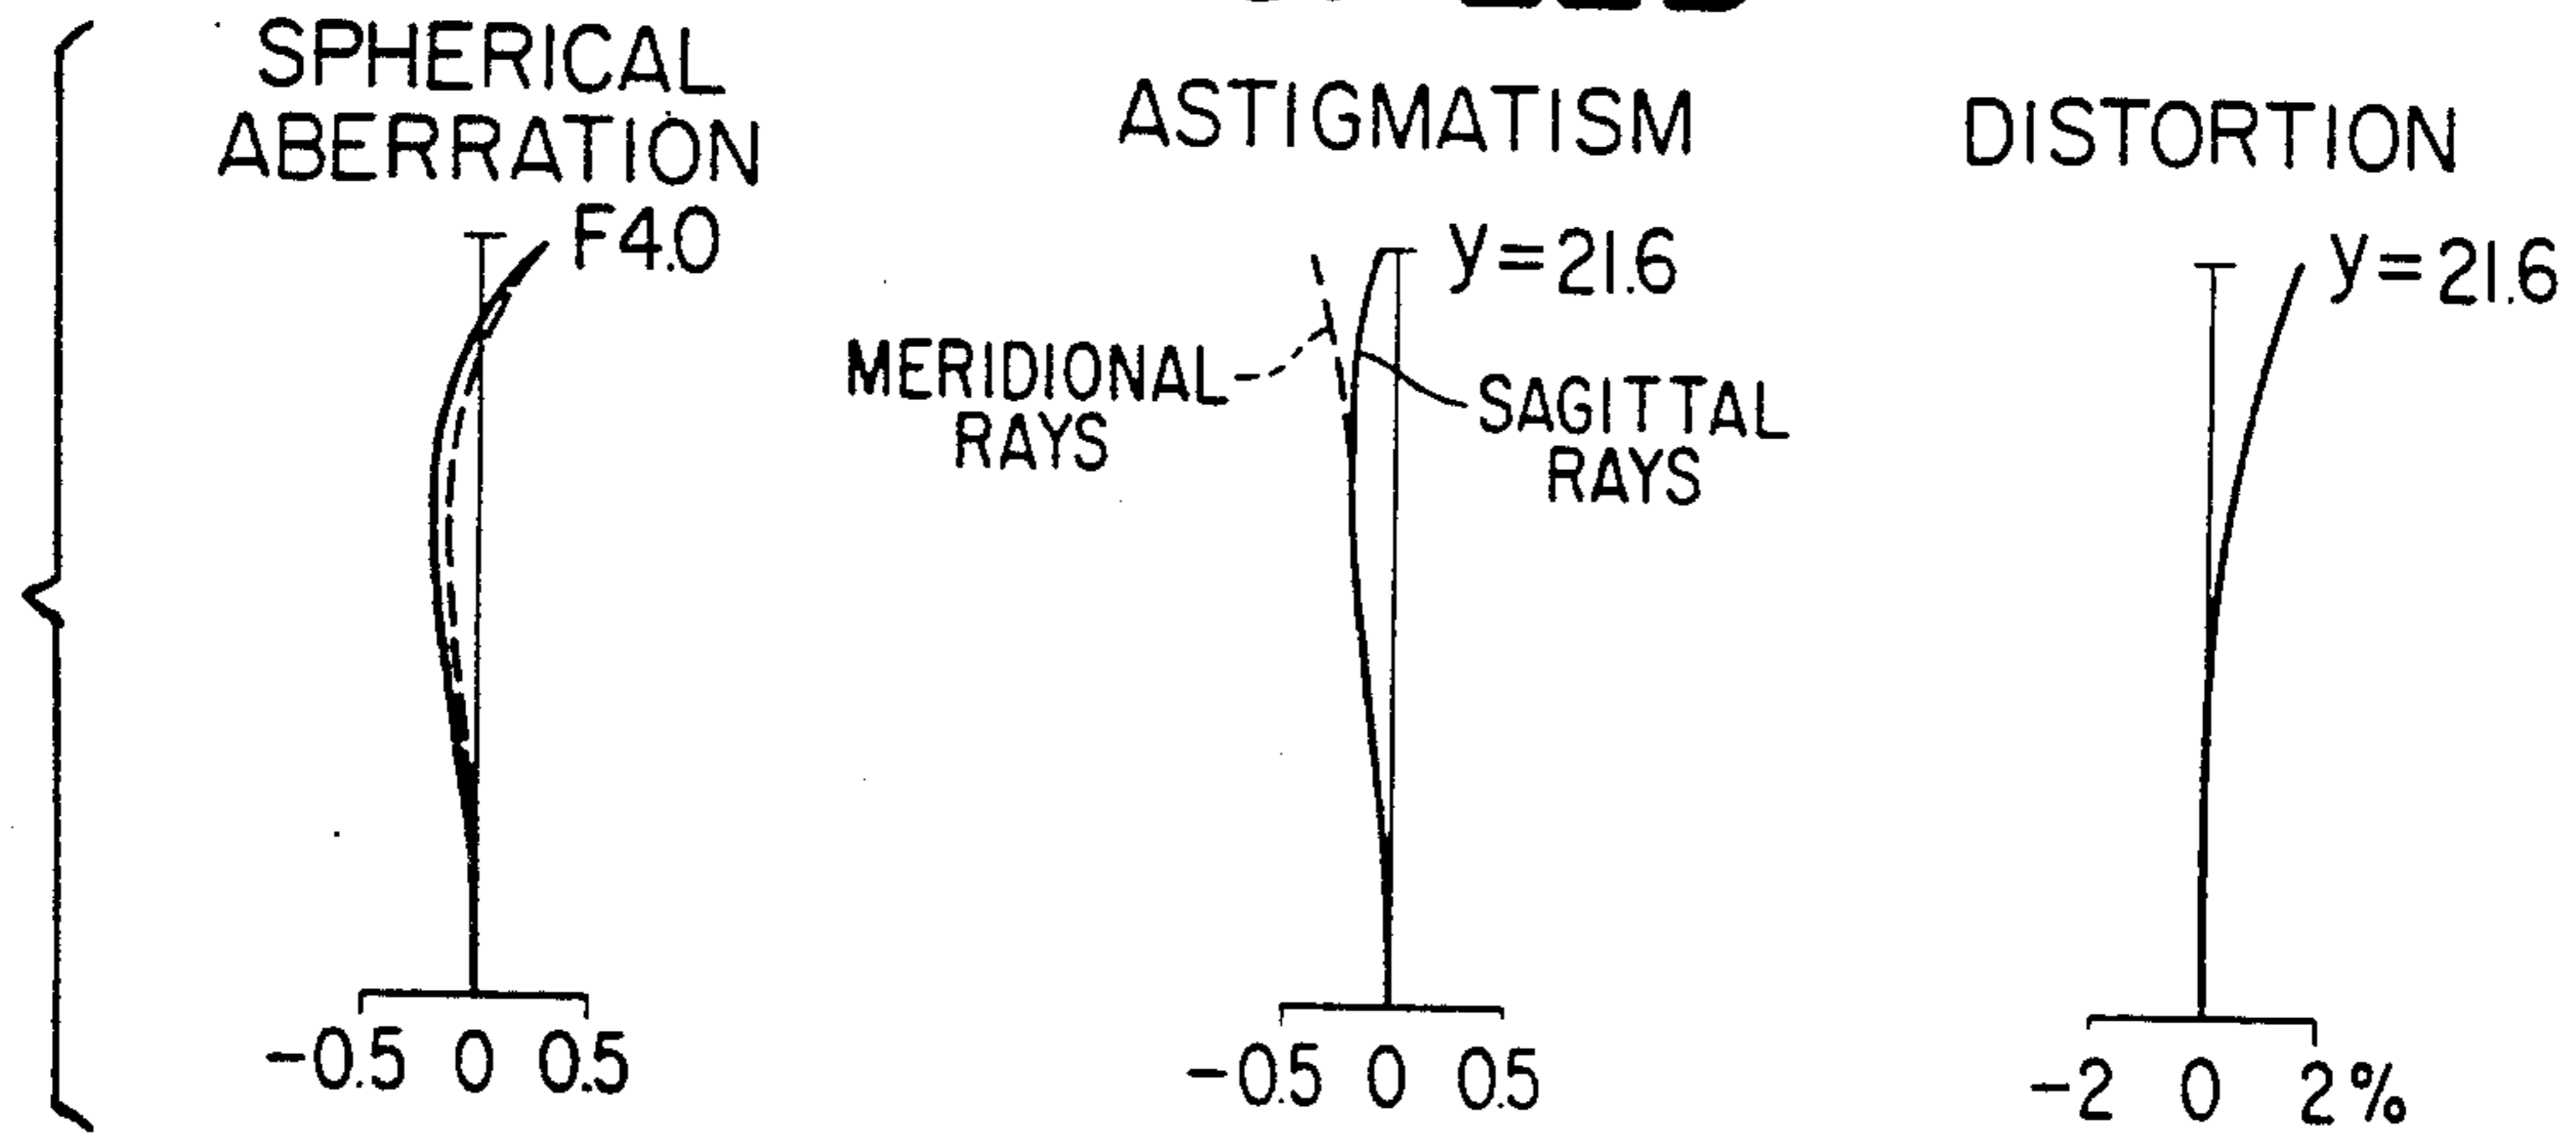 SPHERICAL
ABERRATION
F4.0
-0.5 0 0.5
ASTIGMATISM
y=21.6
MERIDIONAL
RAYS
SAGITTAL
RAYS
-0.5 0 0.5
DISTORTION
y=21.6
-2 0 2%